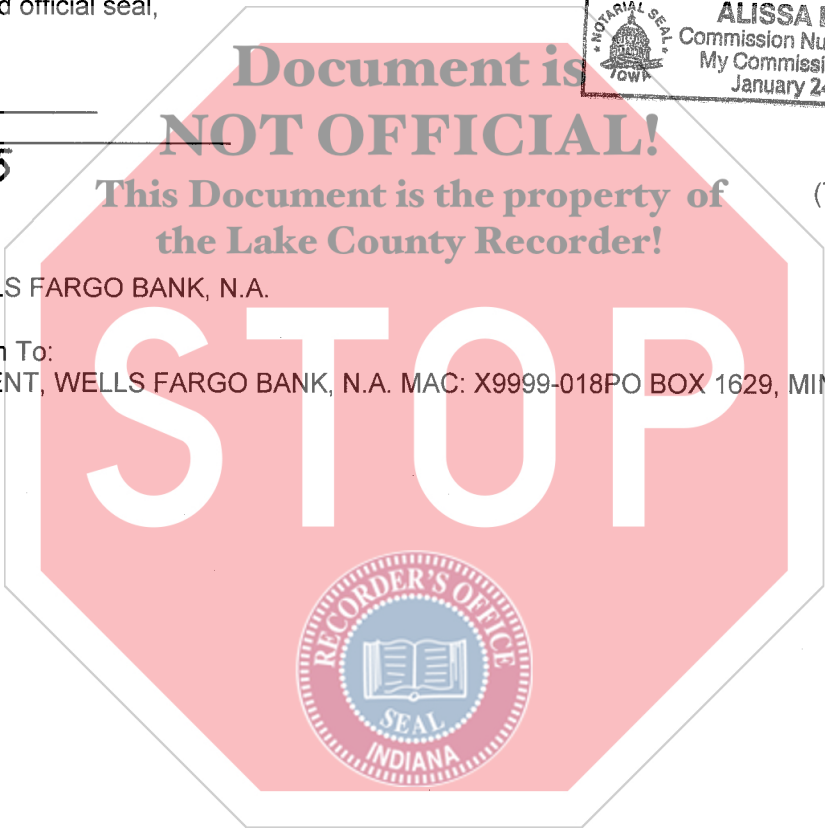 d official seal,
NOTARIAL SEAL
IOWA
ALISSA
Commission Nu
My Commissi
January 24
Document is
NOT OFFICIAL!
5
This Document is the property of
(
the Lake County Recorder!
LS FARGO BANK, N.A.
n To:
ENT, WELLS FARGO BANK, N.A. MAC: X9999-018PO BOX 1629, MIN
STOP
RECORDER'S OFFICE
SEAL
INDIANA